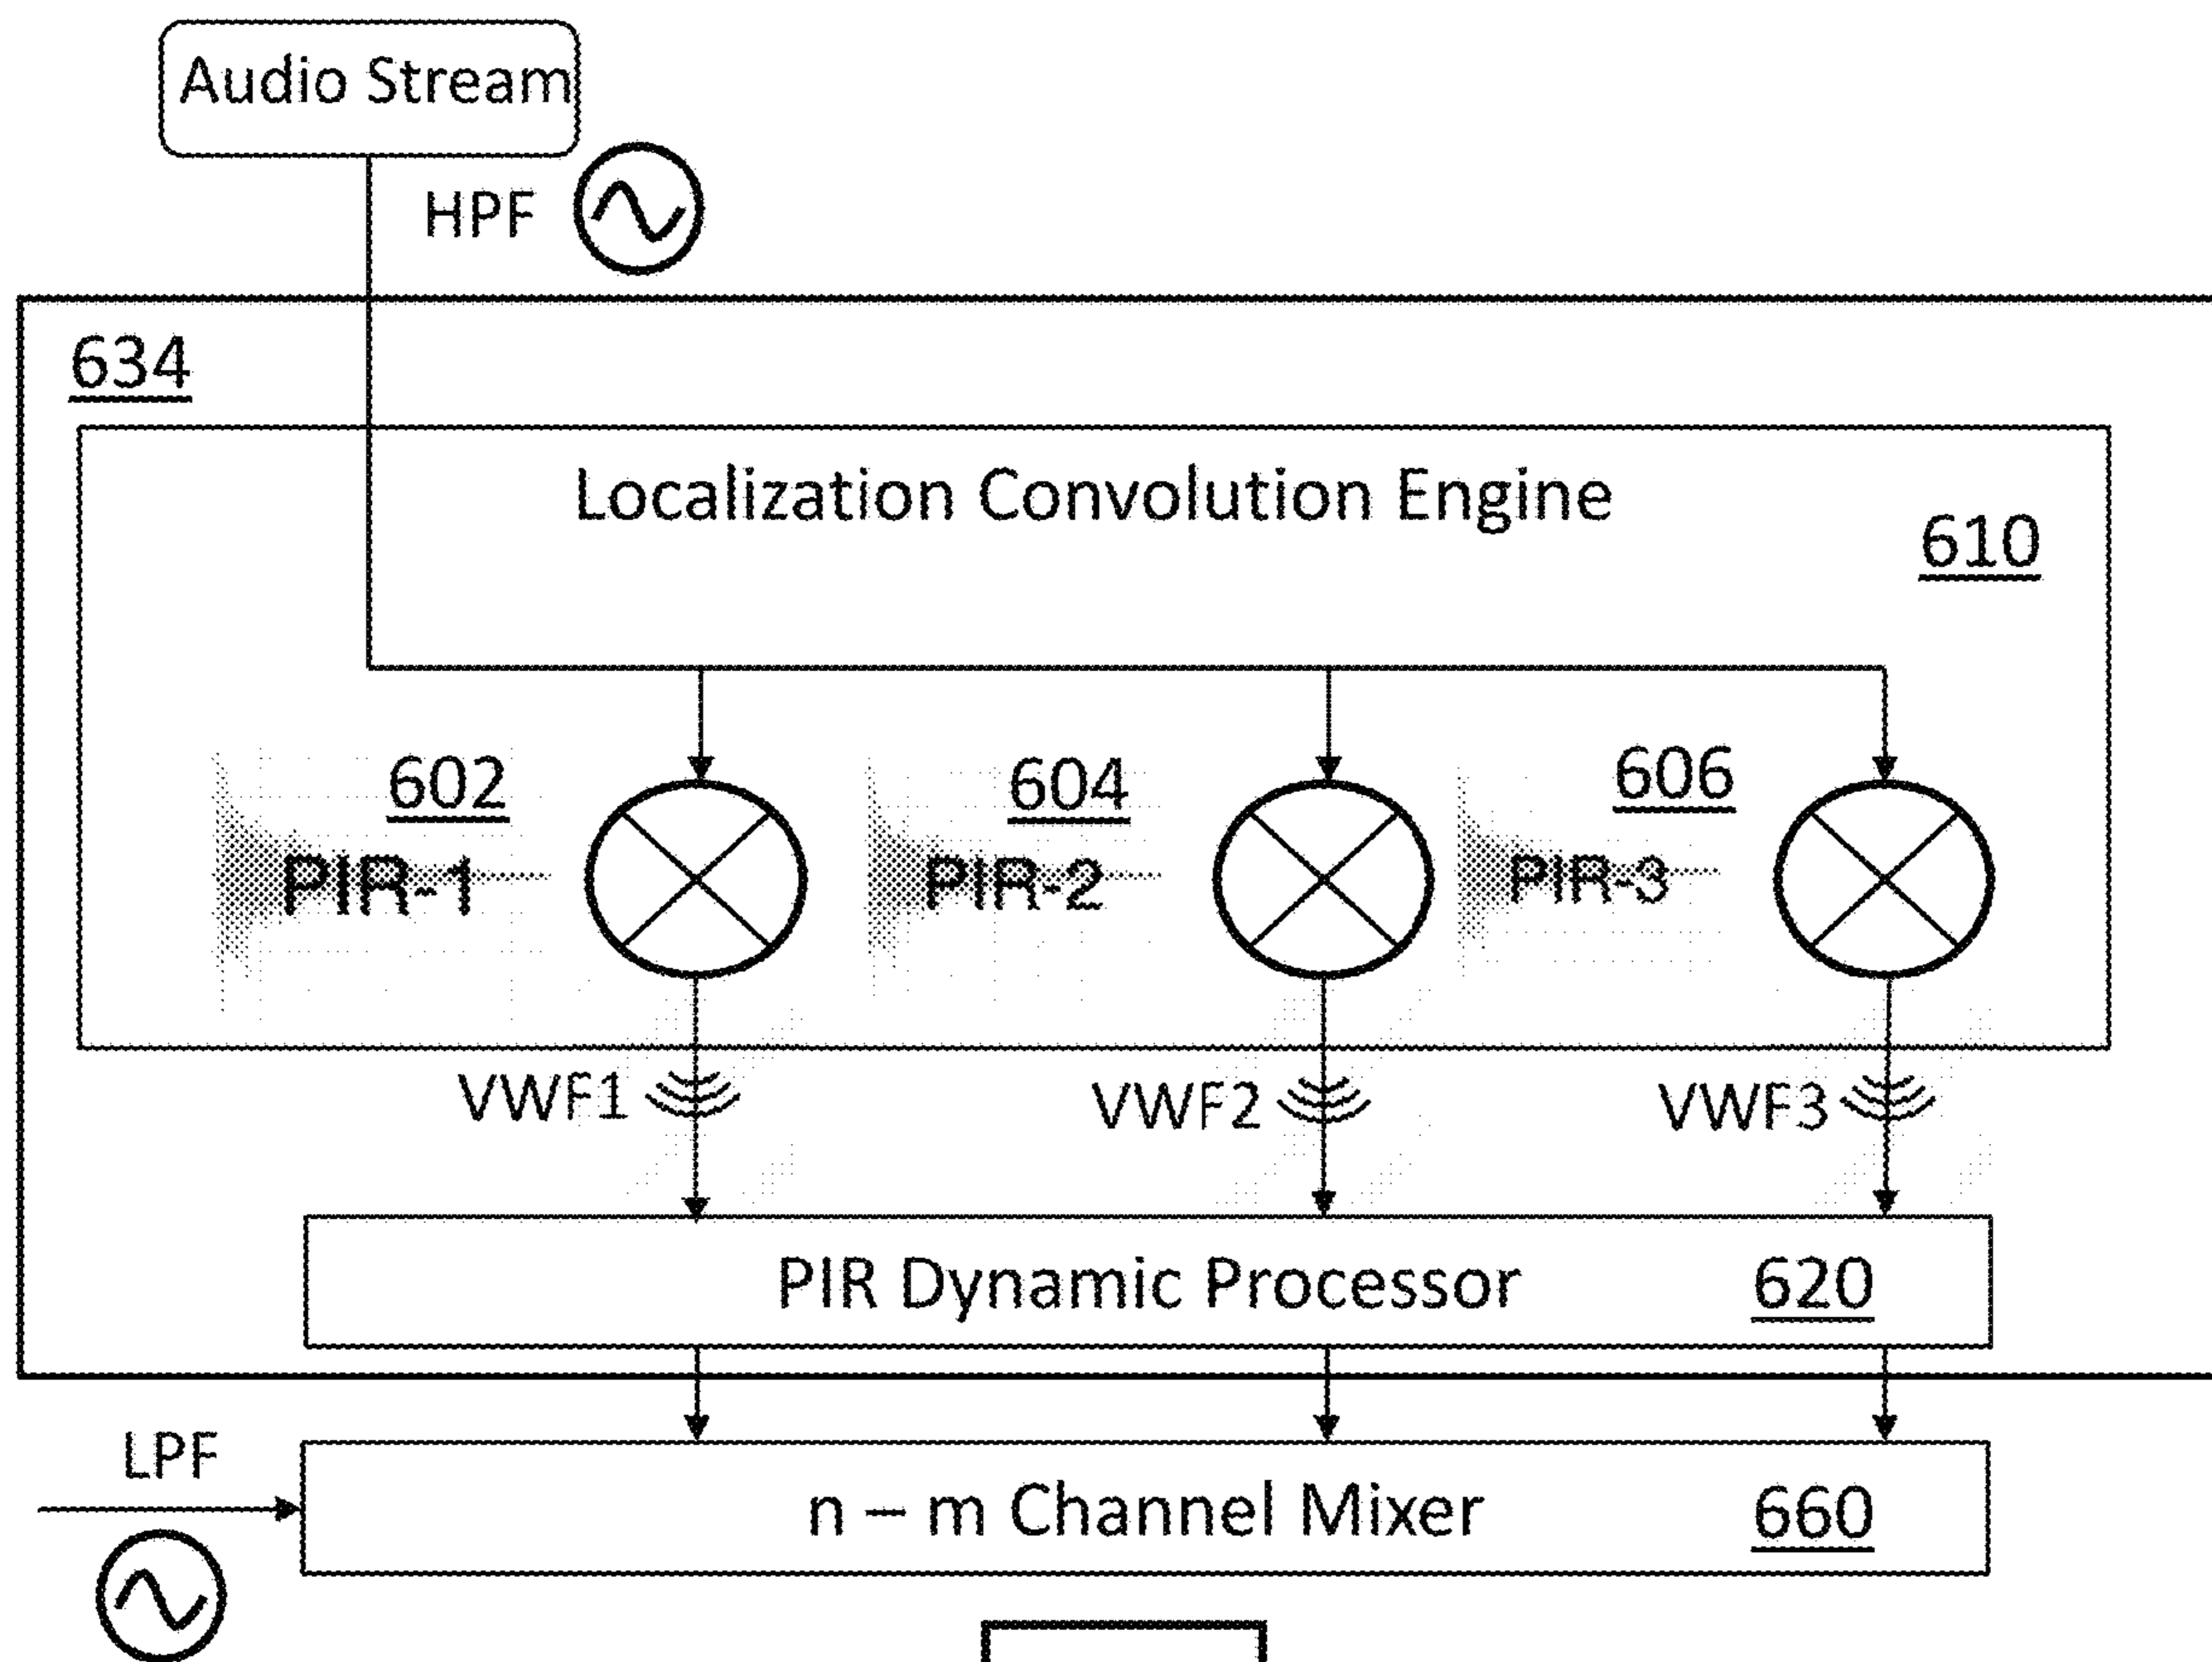 Audio Stream
HPF
634
Localization Convolution Engine
610
602
604
606
PIR-1
PIR-2
PIR-3
VWF1
VWF2
VWF3
PIR Dynamic Processor
620
LPF
n – m Channel Mixer
660